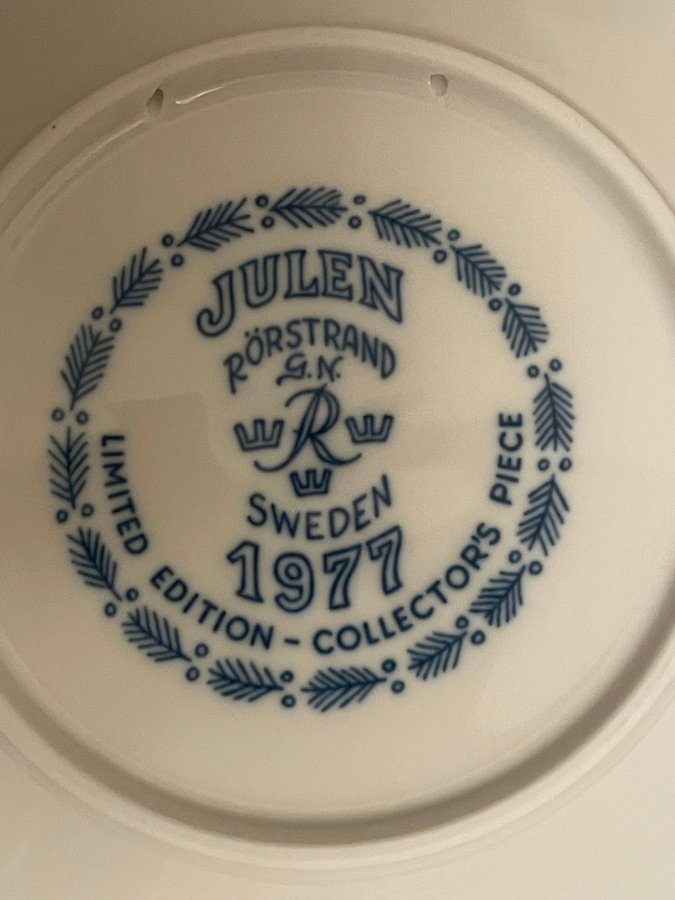 JULEN
RÖRSTRAND
G.N.
R
SWEDEN
1977
LIMITED EDITION - COLLECTOR'S PIECE